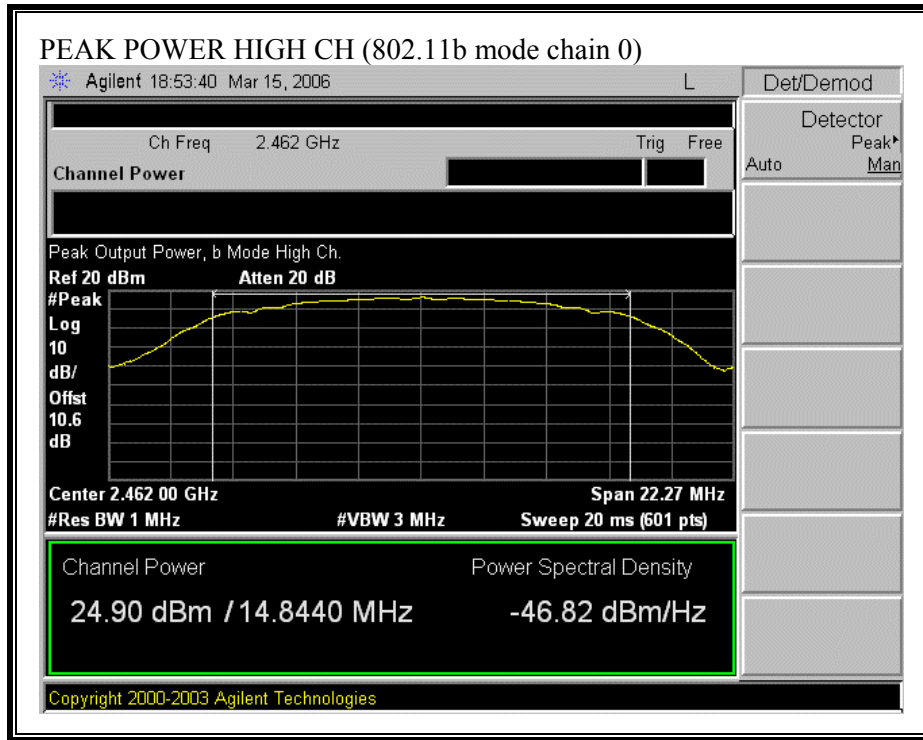 PEAK POWER HIGH CH (802.11b mode chain 0)
Agilent 18:53:40 Mar 15, 2006 L Det/Demod
Ch Freq 2.462 GHz Trig Free
Channel Power
Detector
Peak
Auto Man
Peak Output Power, b Mode High Ch.
Ref 20 dBm Atten 20 dB
#Peak
Log
10
dB/
Offst
10.6
dB
Center 2.462 00 GHz Span 22.27 MHz
#Res BW 1 MHz #VBW 3 MHz Sweep 20 ms (601 pts)
Channel Power Power Spectral Density
24.90 dBm / 14.8440 MHz -46.82 dBm/Hz
Copyright 2000-2003 Agilent Technologies